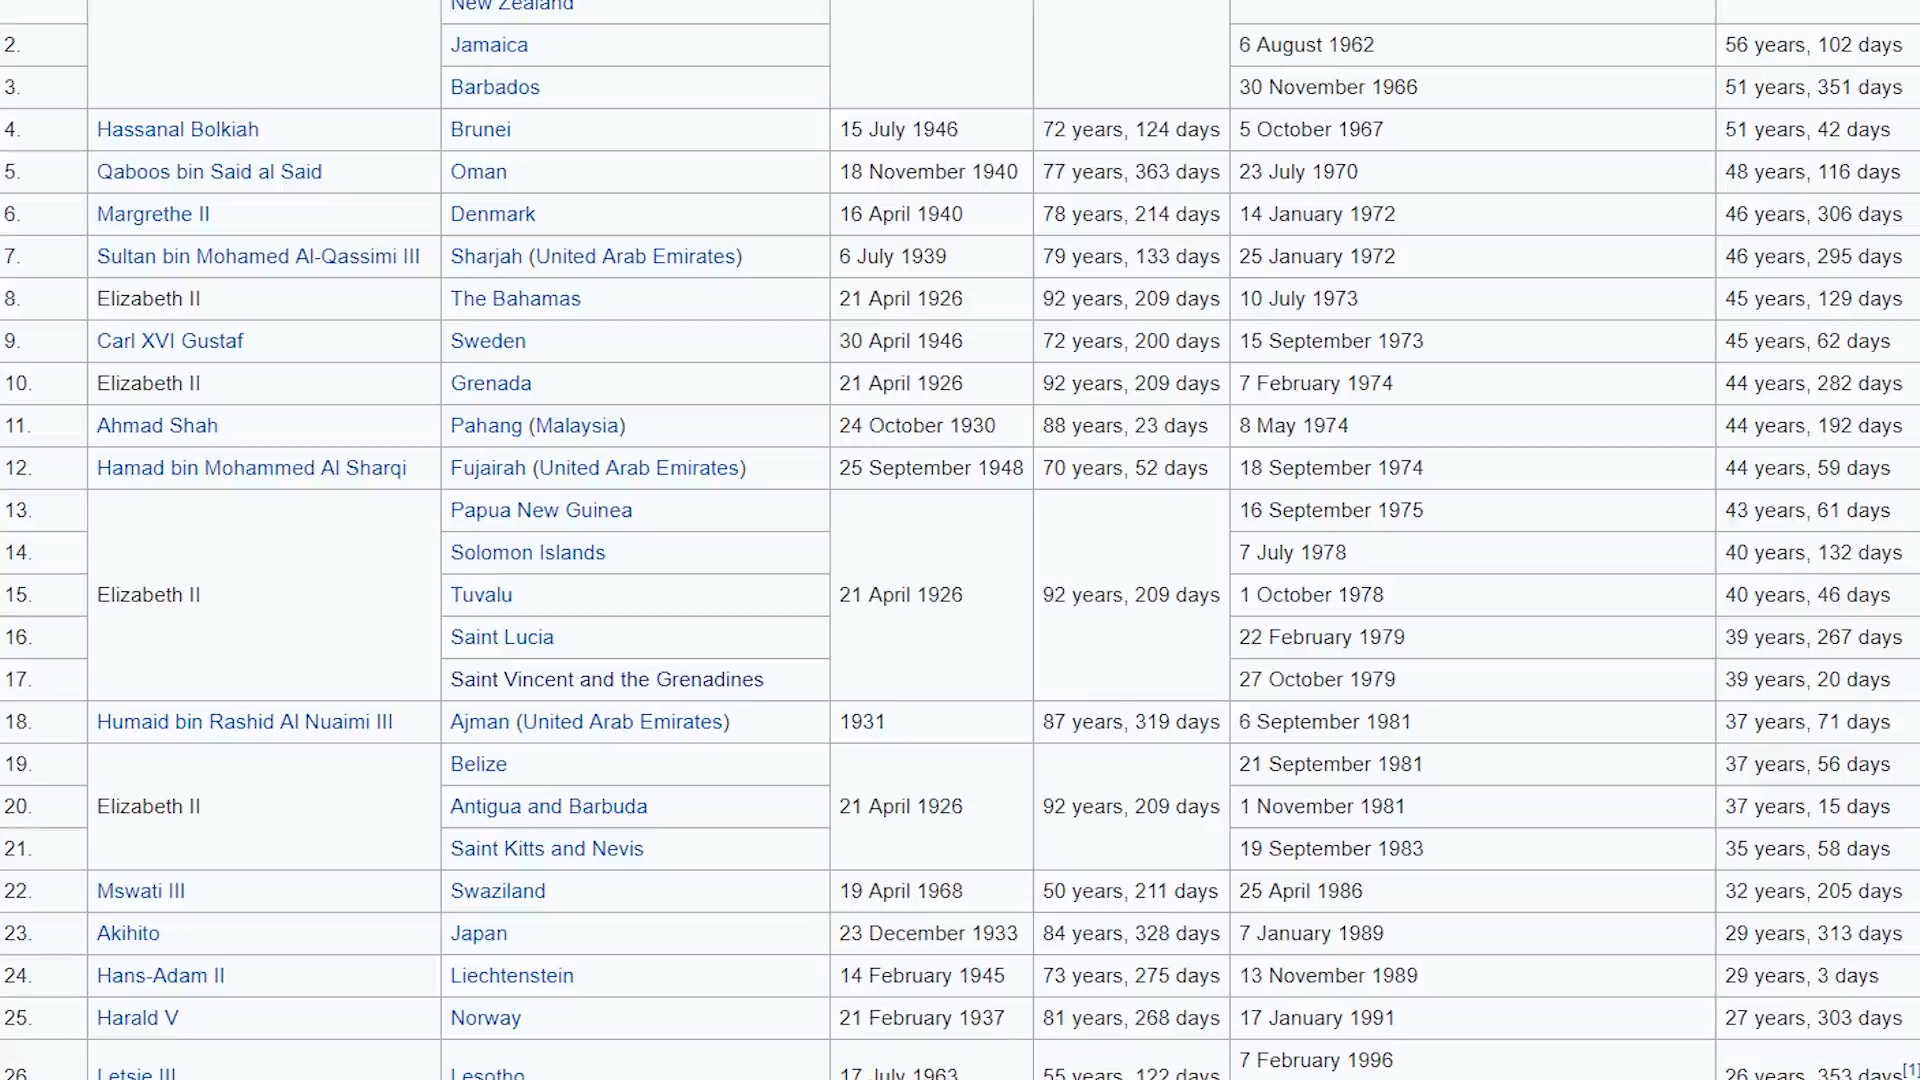 New Zealand
2. Jamaica 6 August 1962 56 years, 102 days
3. Barbados 30 November 1966 51 years, 351 days
4. Hassanal Bolkiah Brunei 15 July 1946 72 years, 124 days 5 October 1967 51 years, 42 days
5. Qaboos bin Said al Said Oman 18 November 1940 77 years, 363 days 23 July 1970 48 years, 116 days
6. Margrethe II Denmark 16 April 1940 78 years, 214 days 14 January 1972 46 years, 306 days
7. Sultan bin Mohamed Al-Qassimi III Sharjah (United Arab Emirates) 6 July 1939 79 years, 133 days 25 January 1972 46 years, 295 days
8. Elizabeth II The Bahamas 21 April 1926 92 years, 209 days 10 July 1973 45 years, 129 days
9. Carl XVI Gustaf Sweden 30 April 1946 72 years, 200 days 15 September 1973 45 years, 62 days
10. Elizabeth II Grenada 21 April 1926 92 years, 209 days 7 February 1974 44 years, 282 days
11. Ahmad Shah Pahang (Malaysia) 24 October 1930 88 years, 23 days 8 May 1974 44 years, 192 days
12. Hamad bin Mohammed Al Sharqi Fujairah (United Arab Emirates) 25 September 1948 70 years, 52 days 18 September 1974 44 years, 59 days
13. Papua New Guinea 16 September 1975 43 years, 61 days
14. Solomon Islands 7 July 1978 40 years, 132 days
15. Elizabeth II Tuvalu 21 April 1926 92 years, 209 days 1 October 1978 40 years, 46 days
16. Saint Lucia 22 February 1979 39 years, 267 days
17. Saint Vincent and the Grenadines 27 October 1979 39 years, 20 days
18. Humaid bin Rashid Al Nuaimi III Ajman (United Arab Emirates) 1931 87 years, 319 days 6 September 1981 37 years, 71 days
19. Belize 21 September 1981 37 years, 56 days
20. Elizabeth II Antigua and Barbuda 21 April 1926 92 years, 209 days 1 November 1981 37 years, 15 days
21. Saint Kitts and Nevis 19 September 1983 35 years, 58 days
22. Mswati III Swaziland 19 April 1968 50 years, 211 days 25 April 1986 32 years, 205 days
23. Akihito Japan 23 December 1933 84 years, 328 days 7 January 1989 29 years, 313 days
24. Hans-Adam II Liechtenstein 14 February 1945 73 years, 275 days 13 November 1989 29 years, 3 days
25. Harald V Norway 21 February 1937 81 years, 268 days 17 January 1991 27 years, 303 days
7 February 1996
26. Letsie III Lesotho 17 July 1963 55 years, 122 days 26 years, 353 days[1]